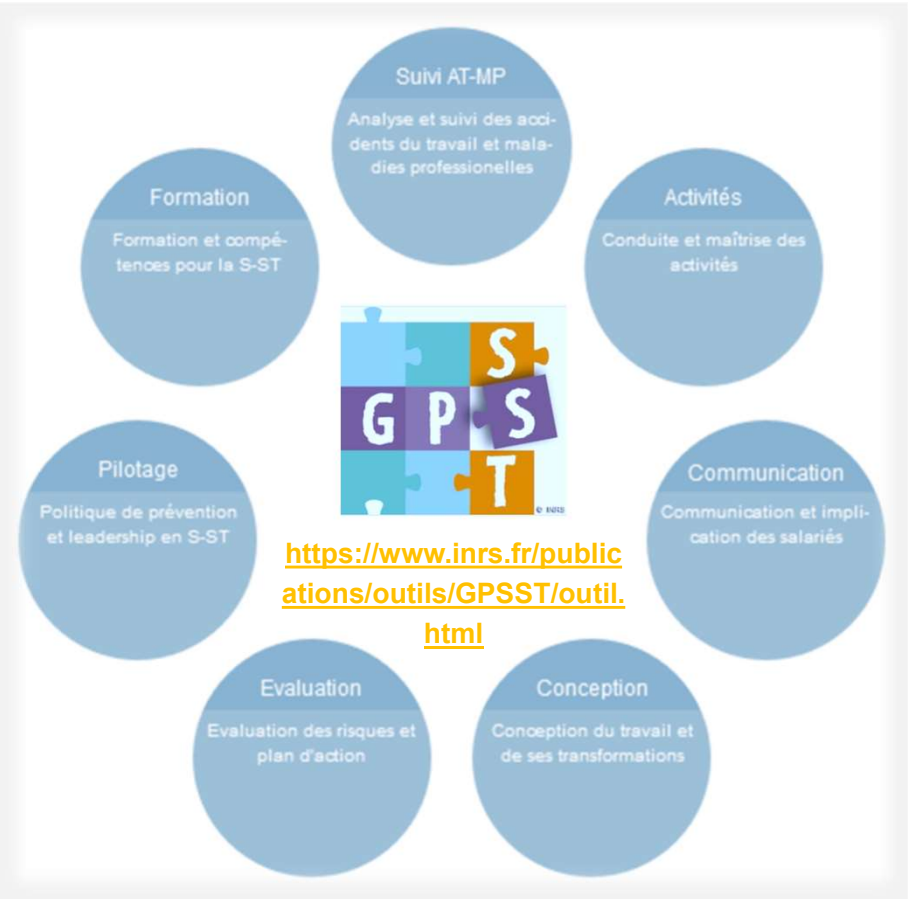 Suivi AT-MP
Analyse et suivi des acci-
dents du travail et mala-
dies professionelles
Formation
Formation et compé-
tences pour la S-ST
Activités
Conduite et maîtrise des
activités
S
G P S
T
© INRS
Pilotage
Politique de prévention
et leadership en S-ST
Communication
Communication et impli-
cation des salariés
https://www.inrs.fr/public
ations/outils/GPSST/outil.
html
Evaluation
Evaluation des risques et
plan d'action
Conception
Conception du travail et
de ses transformations